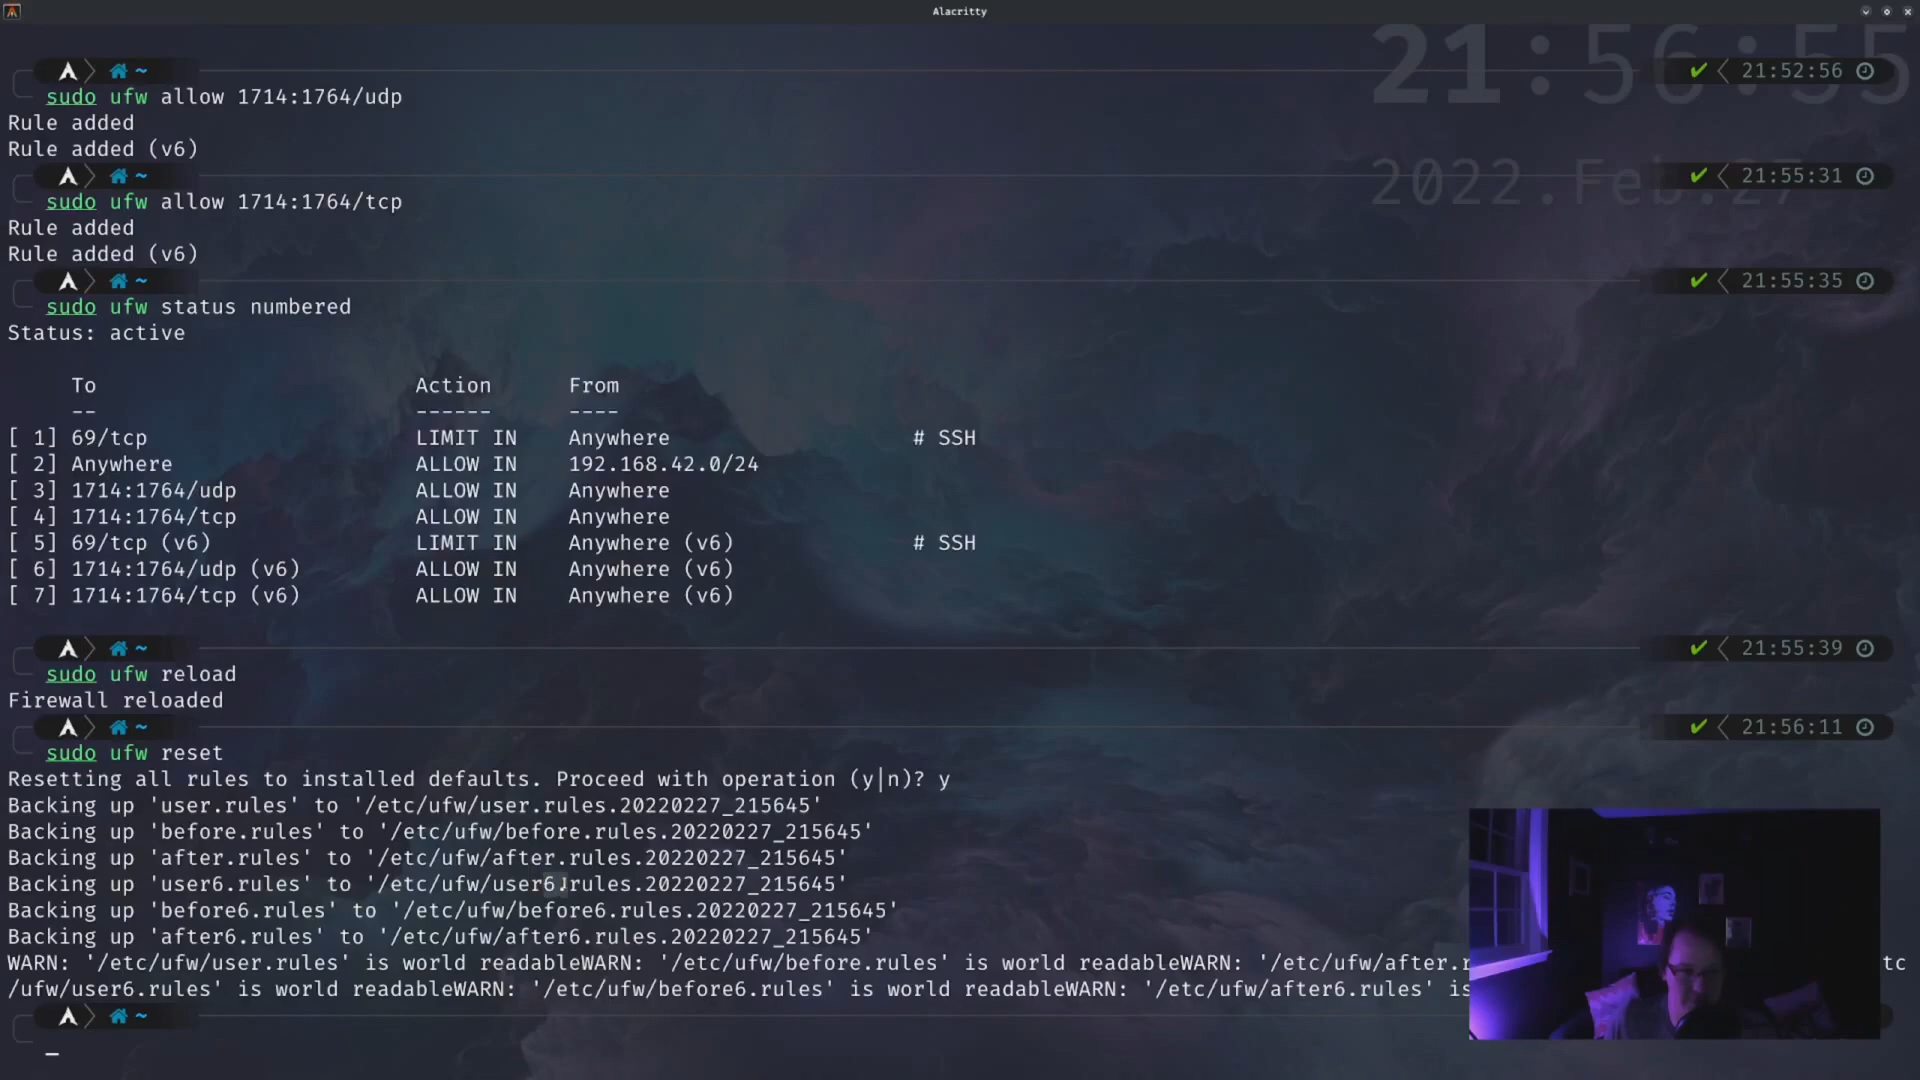 Alacritty
21:56:55
2022.Feb.27
~ 21:52:56
sudo ufw allow 1714:1764/udp
Rule added
Rule added (v6)
~ 21:55:31
sudo ufw allow 1714:1764/tcp
Rule added
Rule added (v6)
~ 21:55:35
sudo ufw status numbered
Status: active
To Action From
-- ------ ----
[ 1] 69/tcp LIMIT IN Anywhere # SSH
[ 2] Anywhere ALLOW IN 192.168.42.0/24
[ 3] 1714:1764/udp ALLOW IN Anywhere
[ 4] 1714:1764/tcp ALLOW IN Anywhere
[ 5] 69/tcp (v6) LIMIT IN Anywhere (v6) # SSH
[ 6] 1714:1764/udp (v6) ALLOW IN Anywhere (v6)
[ 7] 1714:1764/tcp (v6) ALLOW IN Anywhere (v6)
~ 21:55:39
sudo ufw reload
Firewall reloaded
~ 21:56:11
sudo ufw reset
Resetting all rules to installed defaults. Proceed with operation (y|n)? y
Backing up 'user.rules' to '/etc/ufw/user.rules.20220227_215645'
Backing up 'before.rules' to '/etc/ufw/before.rules.20220227_215645'
Backing up 'after.rules' to '/etc/ufw/after.rules.20220227_215645'
Backing up 'user6.rules' to '/etc/ufw/user6.rules.20220227_215645'
Backing up 'before6.rules' to '/etc/ufw/before6.rules.20220227_215645'
Backing up 'after6.rules' to '/etc/ufw/after6.rules.20220227_215645'
WARN: '/etc/ufw/user.rules' is world readableWARN: '/etc/ufw/before.rules' is world readableWARN: '/etc/ufw/after.r tc
/ufw/user6.rules' is world readableWARN: '/etc/ufw/before6.rules' is world readableWARN: '/etc/ufw/after6.rules' is
~